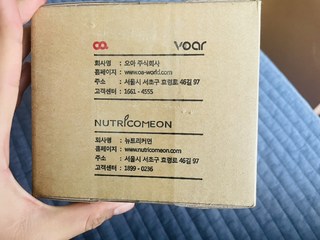 oa voar
회사명 : 오아 주식회사
홈페이지 : www.oa-world.com
주소 : 서울시 서초구 효령로 46길 97
고객센터 : 1661 - 4555
NUTRICOMEON
회사명 : 뉴트리커먼
홈페이지 : www.nutricomeon.com
주소 : 서울시 서초구 효령로 46길 97
고객센터 : 1899 - 0236